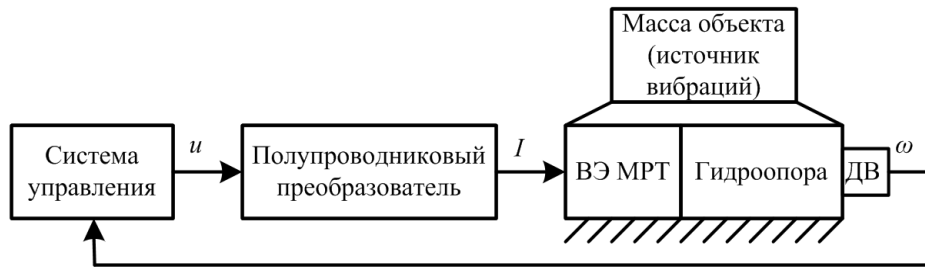 Масса объекта
(источник
вибраций)
Система
управления
u
Полупроводниковый
преобразователь
I
ВЭ МРТ
Гидроопора
ДВ
ω